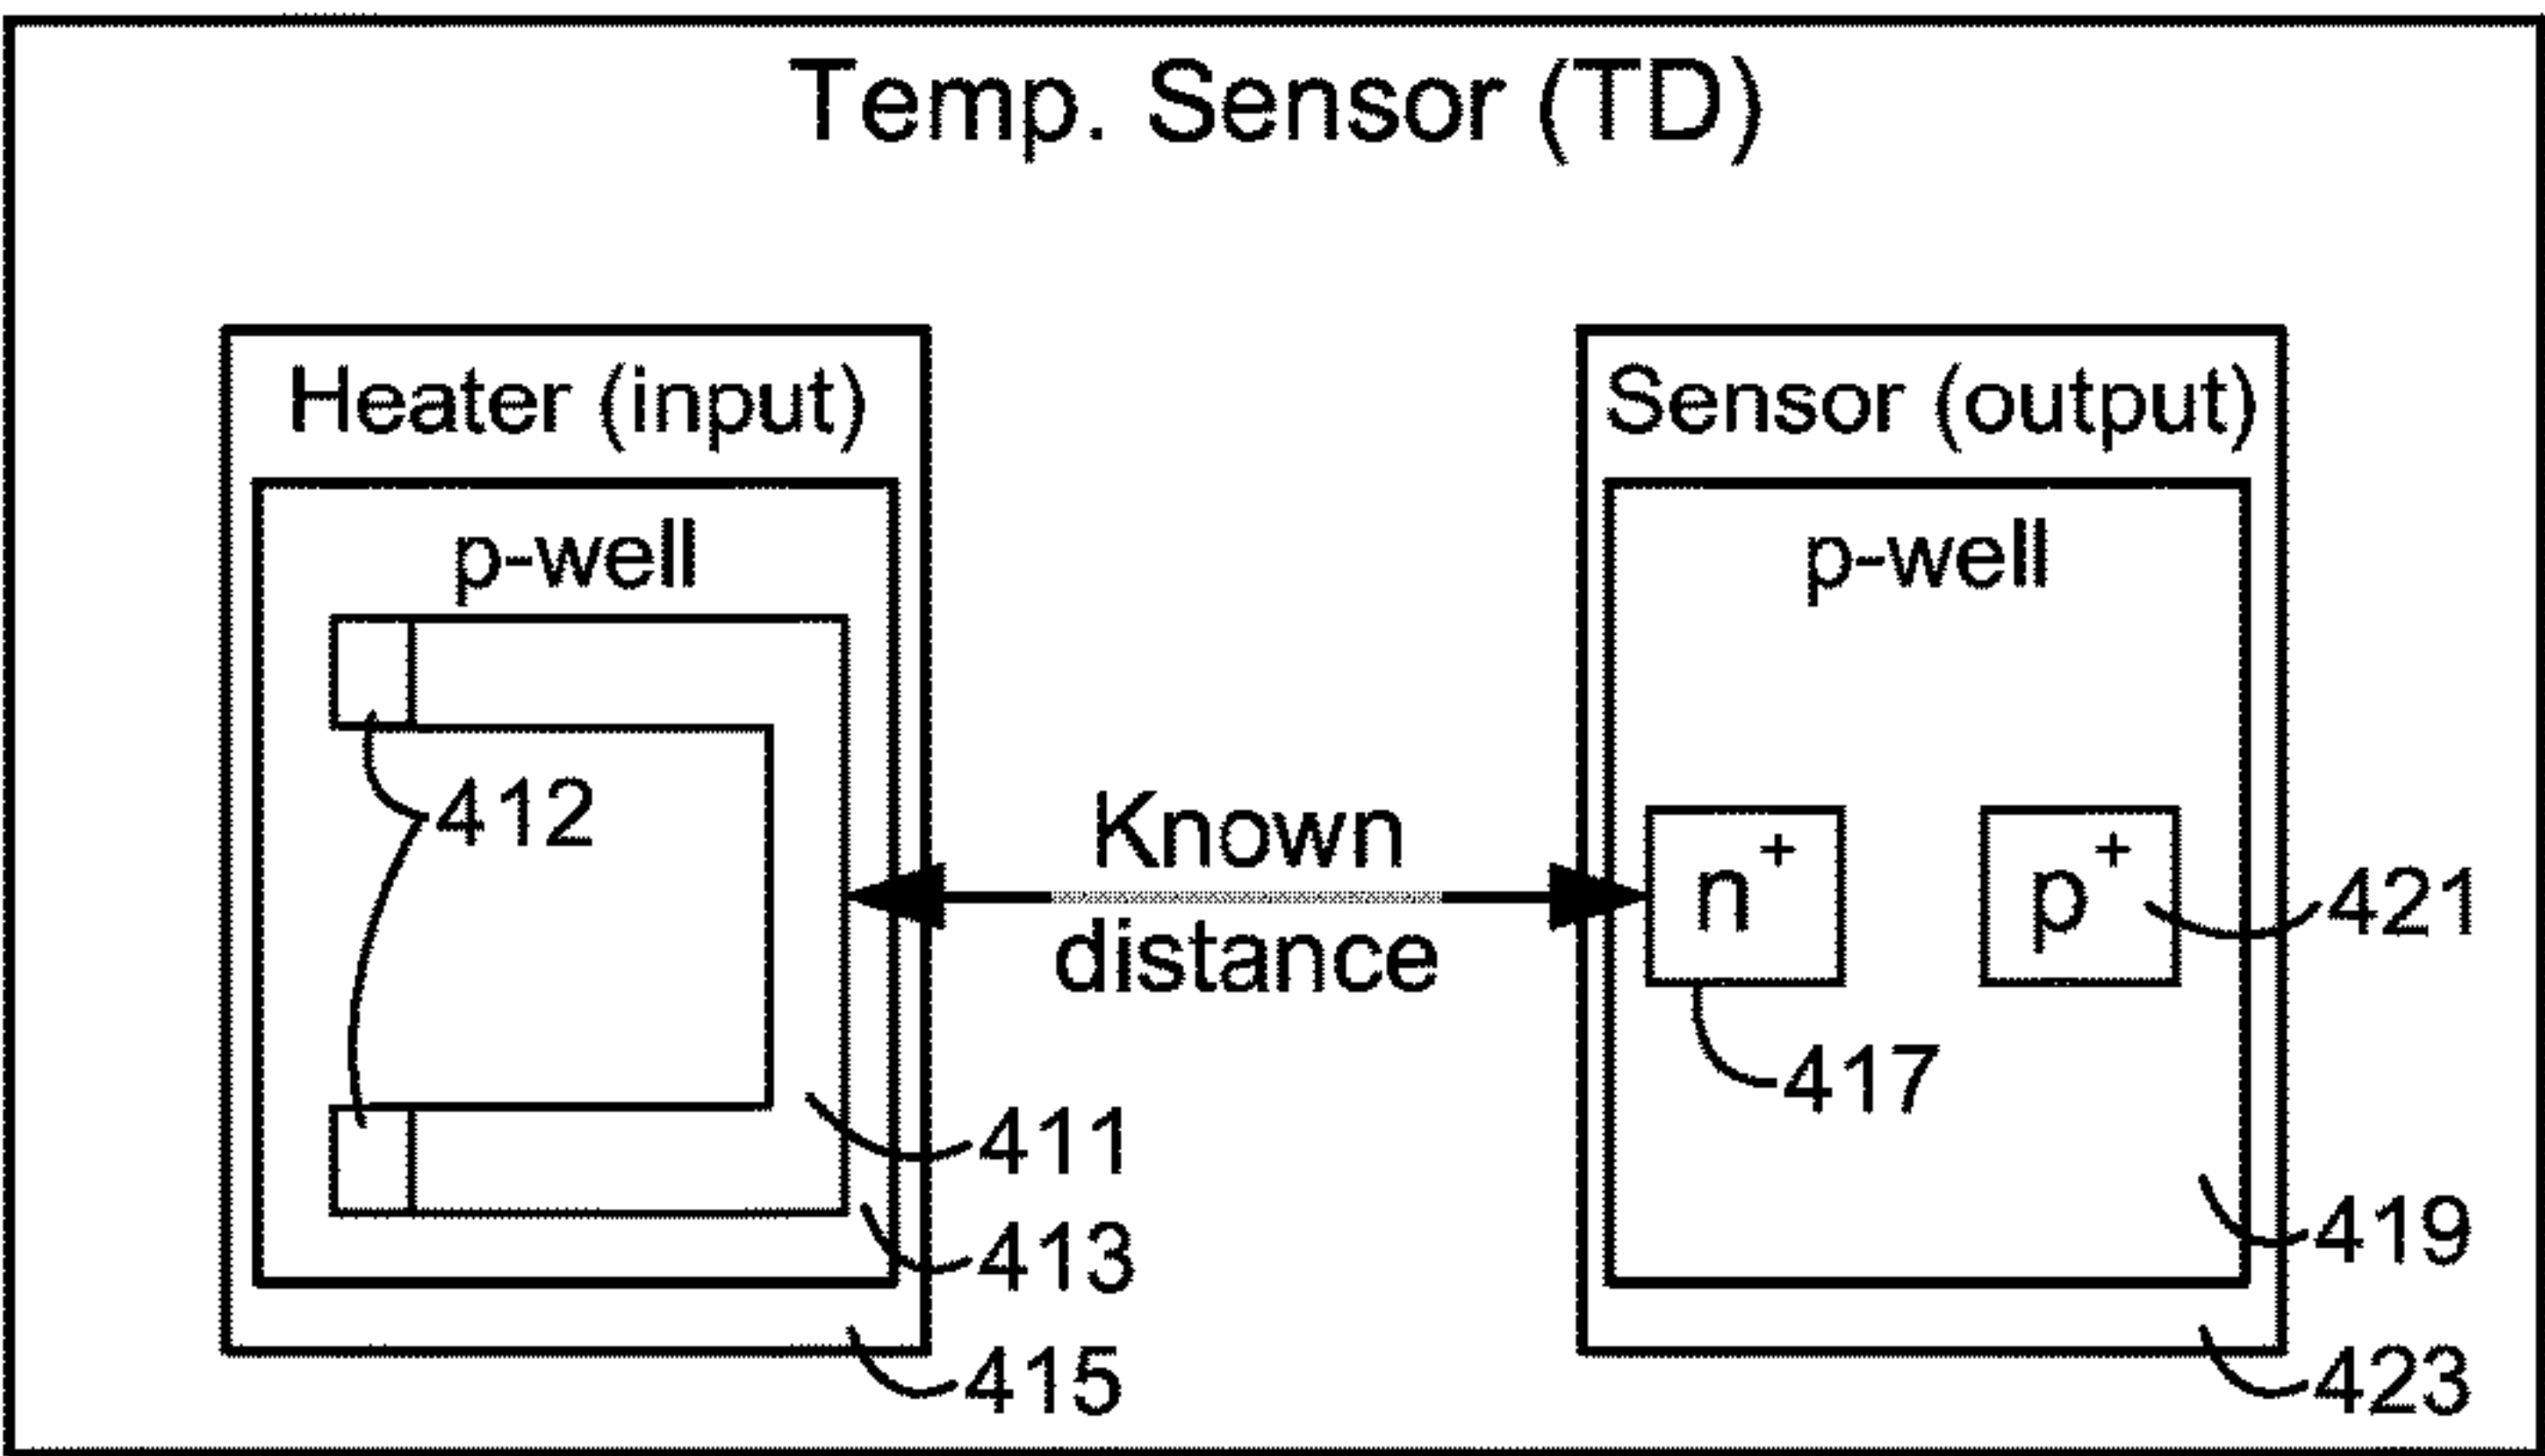 Temp. Sensor (TD)
Heater (input)
p-well
412
411
413
415
Known
distance
Sensor (output)
p-well
n+
p+
421
417
419
423